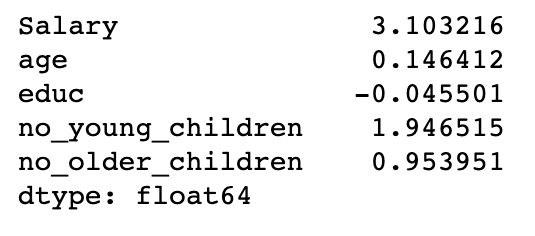 Salary 3.103216
age 0.146412
educ -0.045501
no_young_children 1.946515
no_older_children 0.953951
dtype: float64